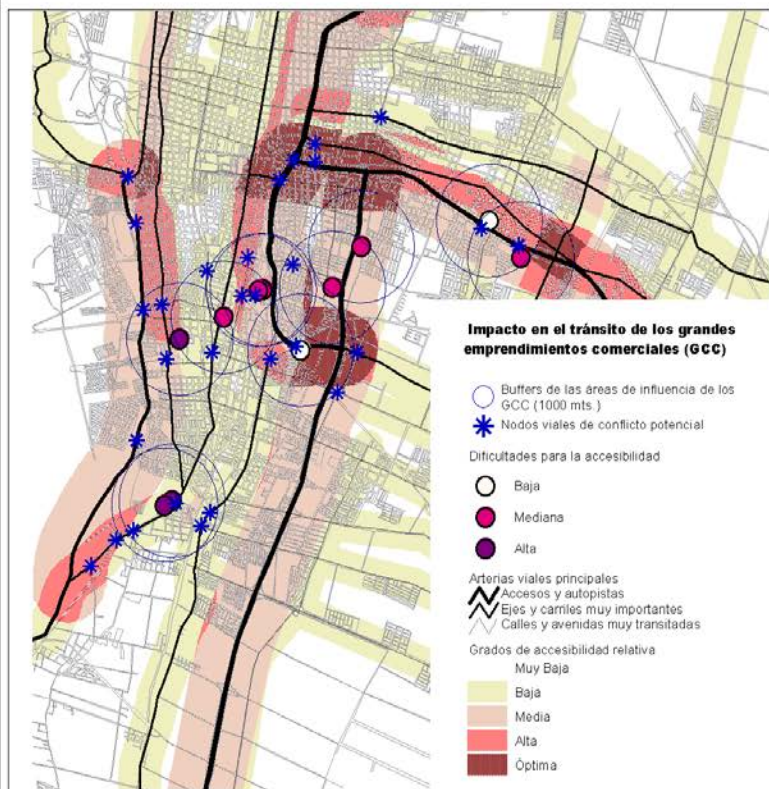 Impacto en el tránsito de los grandes
emprendimientos comerciales (GCC)
Buffers de las áreas de influencia de los
GCC (1000 mts.)
Nodos viales de conflicto potencial
Dificultades para la accesibilidad
Baja
Mediana
Alta
Arterias viales principales
Accesos y autopistas
Ejes y carriles muy importantes
Calles y avenidas muy transitadas
Grados de accesibilidad relativa
Muy Baja
Baja
Media
Alta
Óptima